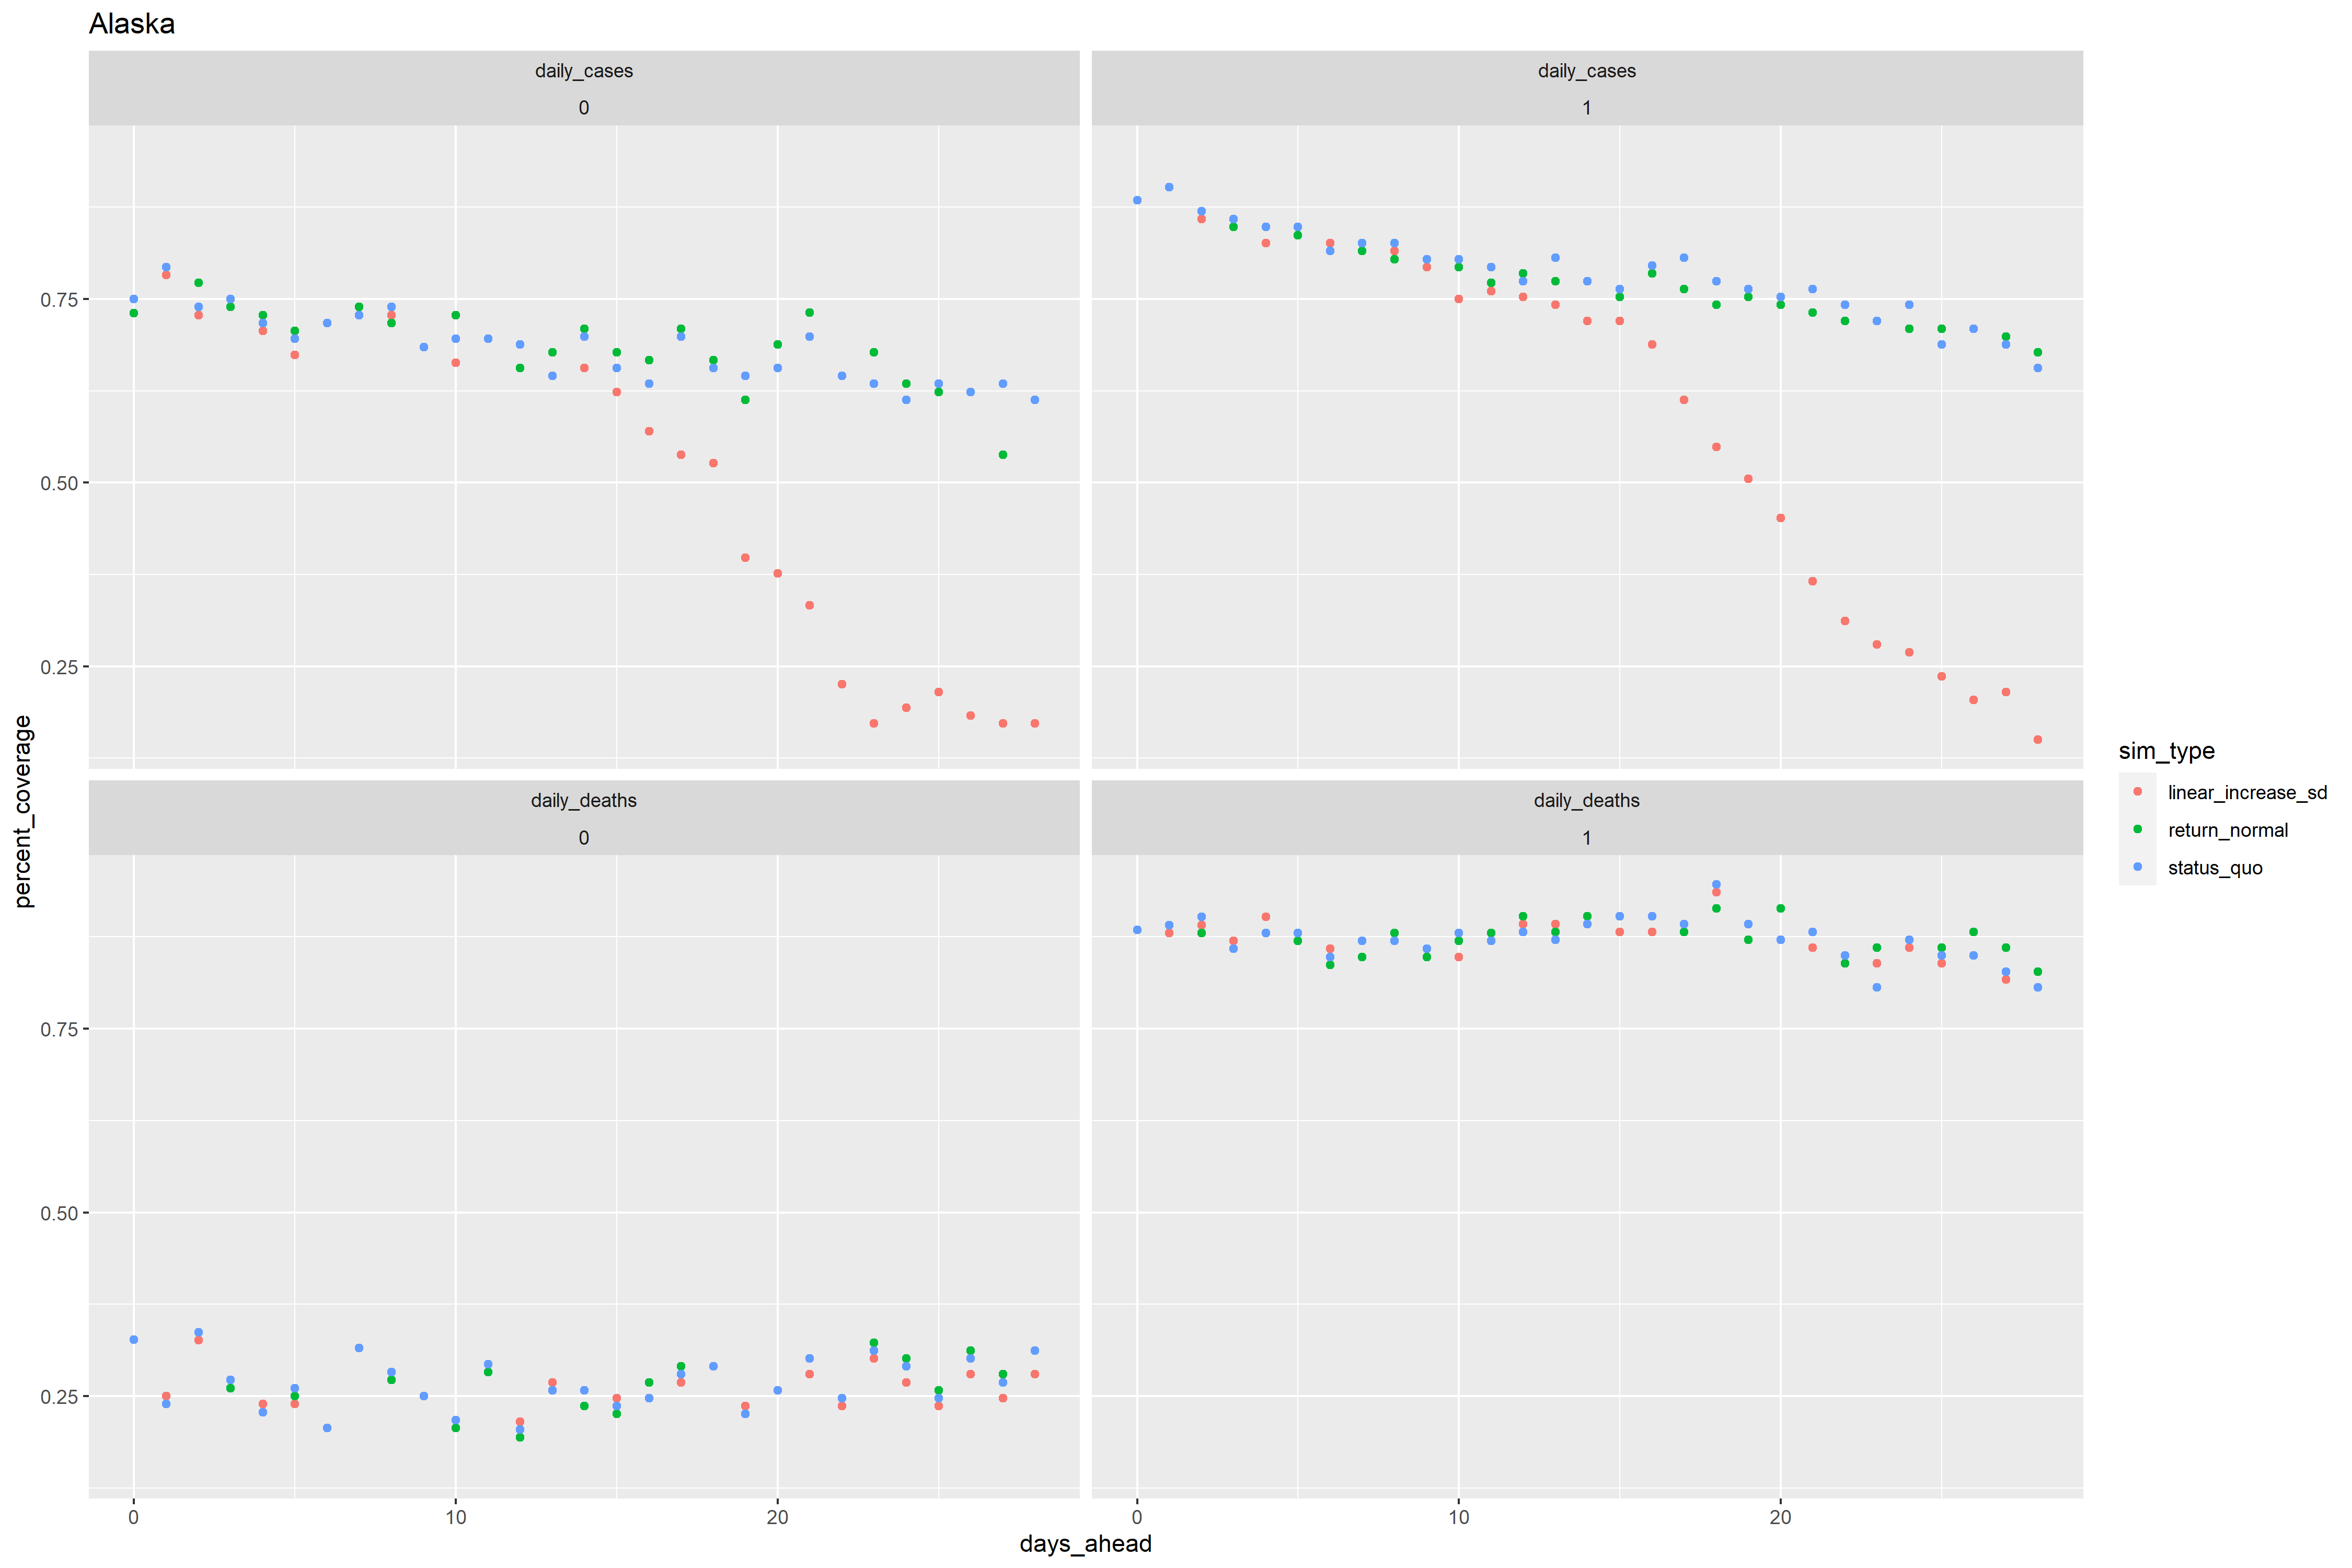 Alaska
daily_cases
0
daily_cases
1
0.75
0.50
0.25
daily_deaths
0
daily_deaths
1
0.75
0.50
0.25
0
10
20
0
10
20
days_ahead
percent_coverage
sim_type
linear_increase_sd
return_normal
status_quo